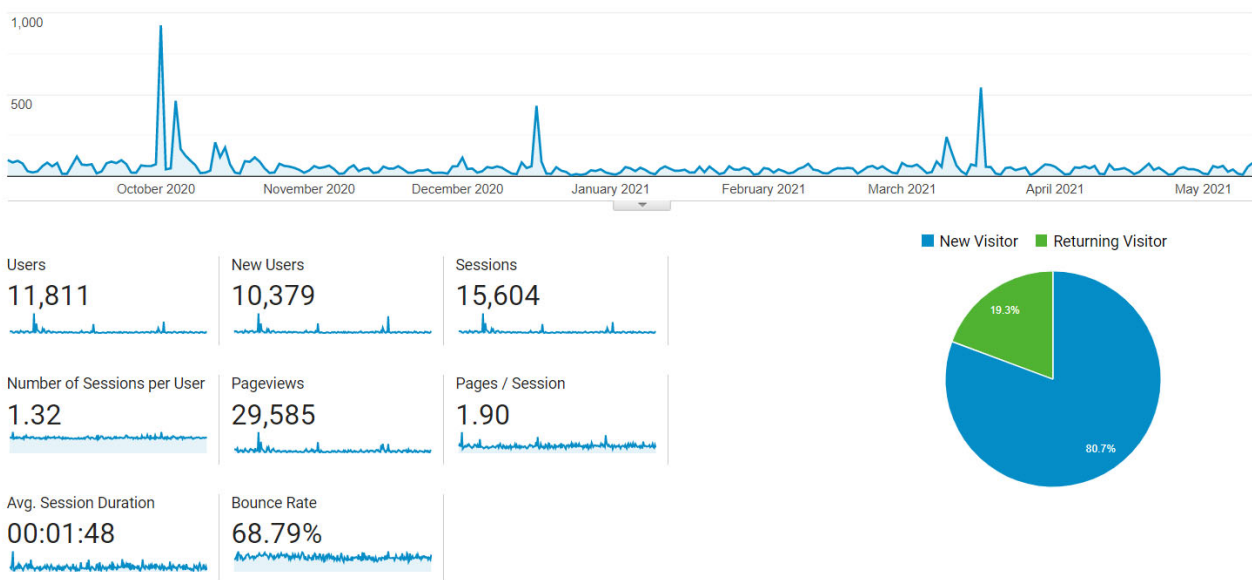 1,000
500
October 2020 November 2020 December 2020 January 2021 February 2021 March 2021 April 2021 May 2021
New Visitor Returning Visitor
Users New Users Sessions
11,811 10,379 15,604
19.3%
Number of Sessions per User Pageviews Pages / Session
1.32 29,585 1.90
80.7%
Avg. Session Duration Bounce Rate
00:01:48 68.79%